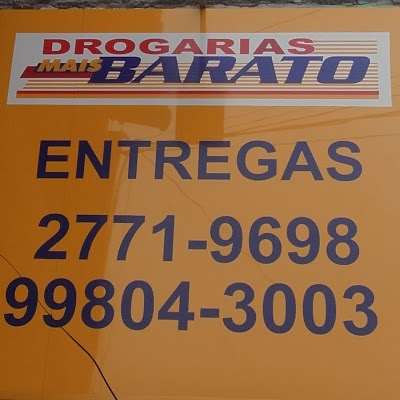 DROGARIAS
MAIS BARATO
ENTREGAS
2771-9698
99804-3003